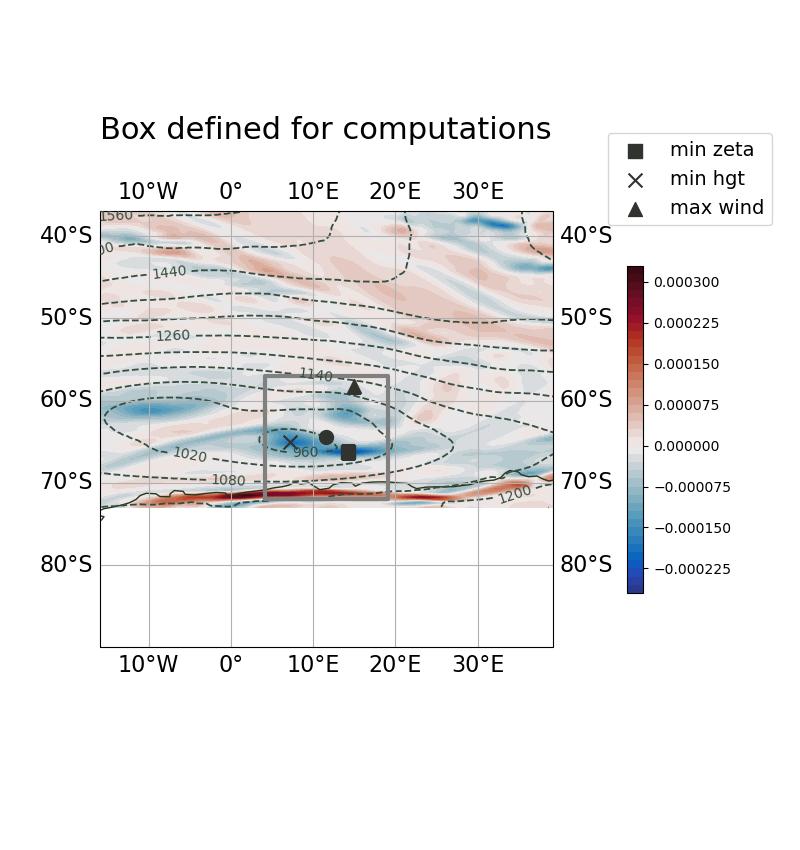 Box defined for computations
min zeta
min hgt
max wind
10°W 0° 10°E 20°E 30°E
1560
40°S 40°S
00
1440
50°S 50°S
1260
1140
60°S 60°S
1020 960
1080
70°S 70°S
1200
80°S 80°S
10°W 0° 10°E 20°E 30°E
0.000300
0.000225
0.000150
0.000075
0.000000
−0.000075
−0.000150
−0.000225